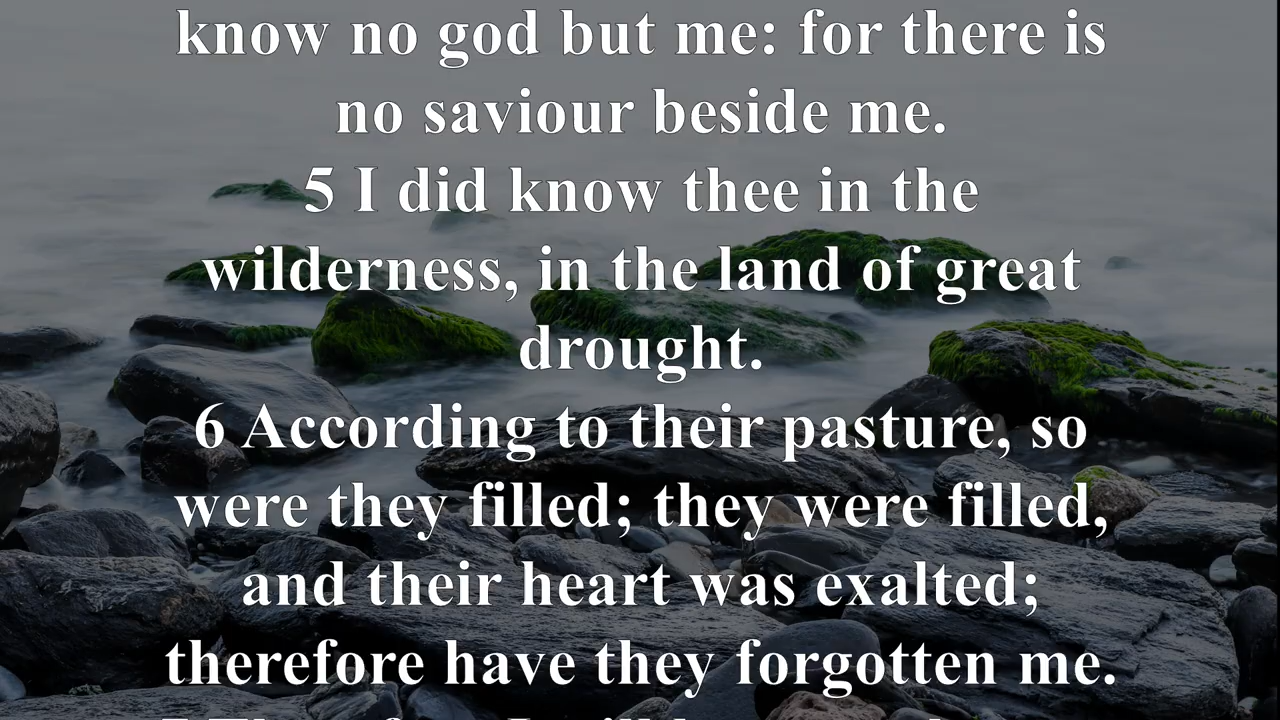 know no god but me: for there is
no saviour beside me.
5 I did know thee in the
wilderness, in the land of great
drought.
6 According to their pasture, so
were they filled; they were filled,
and their heart was exalted;
therefore have they forgotten me.